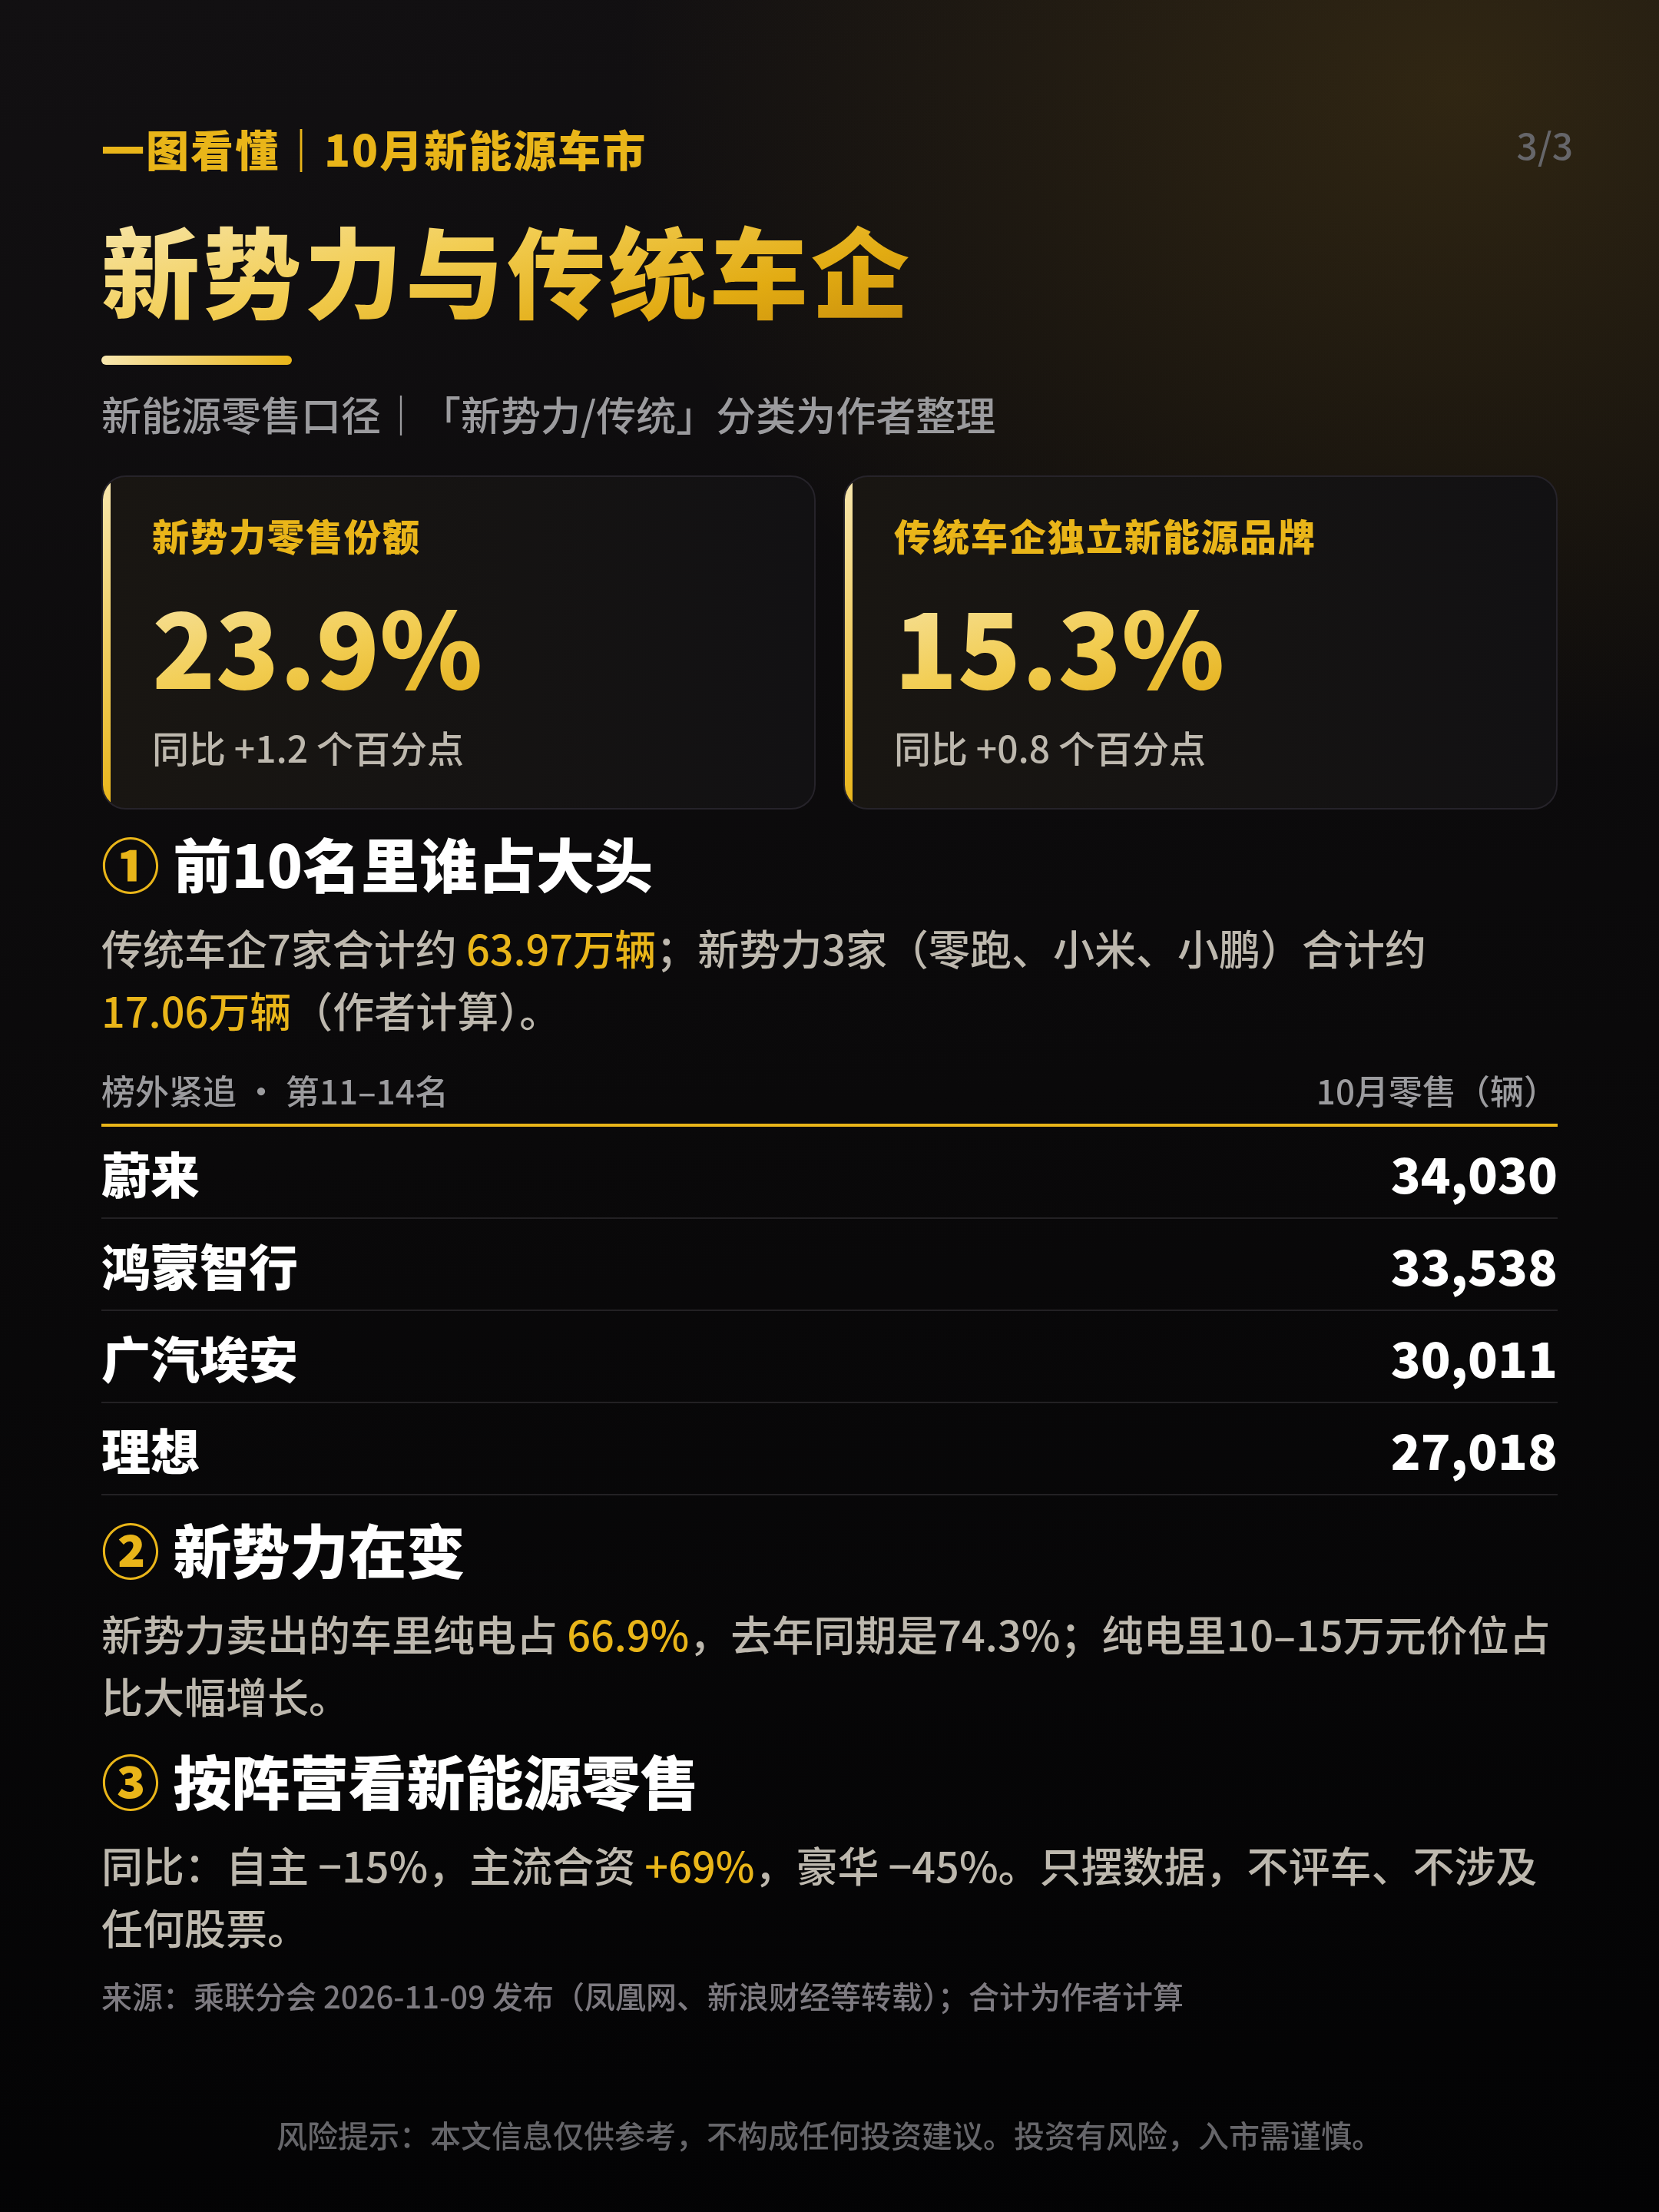 一图看懂｜10月新能源车市
3/3
新势力与传统车企
新能源零售口径｜「新势力/传统」分类为作者整理
新势力零售份额
23.9%
同比 +1.2 个百分点
传统车企独立新能源品牌
15.3%
同比 +0.8 个百分点
① 前10名里谁占大头
传统车企7家合计约 63.97万辆；新势力3家（零跑、小米、小鹏）合计约
17.06万辆（作者计算）。
榜外紧追 · 第11–14名
10月零售（辆）
蔚来 34,030
鸿蒙智行 33,538
广汽埃安 30,011
理想 27,018
② 新势力在变
新势力卖出的车里纯电占 66.9%，去年同期是74.3%；纯电里10–15万元价位占
比大幅增长。
③ 按阵营看新能源零售
同比：自主 −15%，主流合资 +69%，豪华 −45%。只摆数据，不评车、不涉及
任何股票。
来源：乘联分会 2026-11-09 发布（凤凰网、新浪财经等转载）；合计为作者计算
风险提示：本文信息仅供参考，不构成任何投资建议。投资有风险，入市需谨慎。